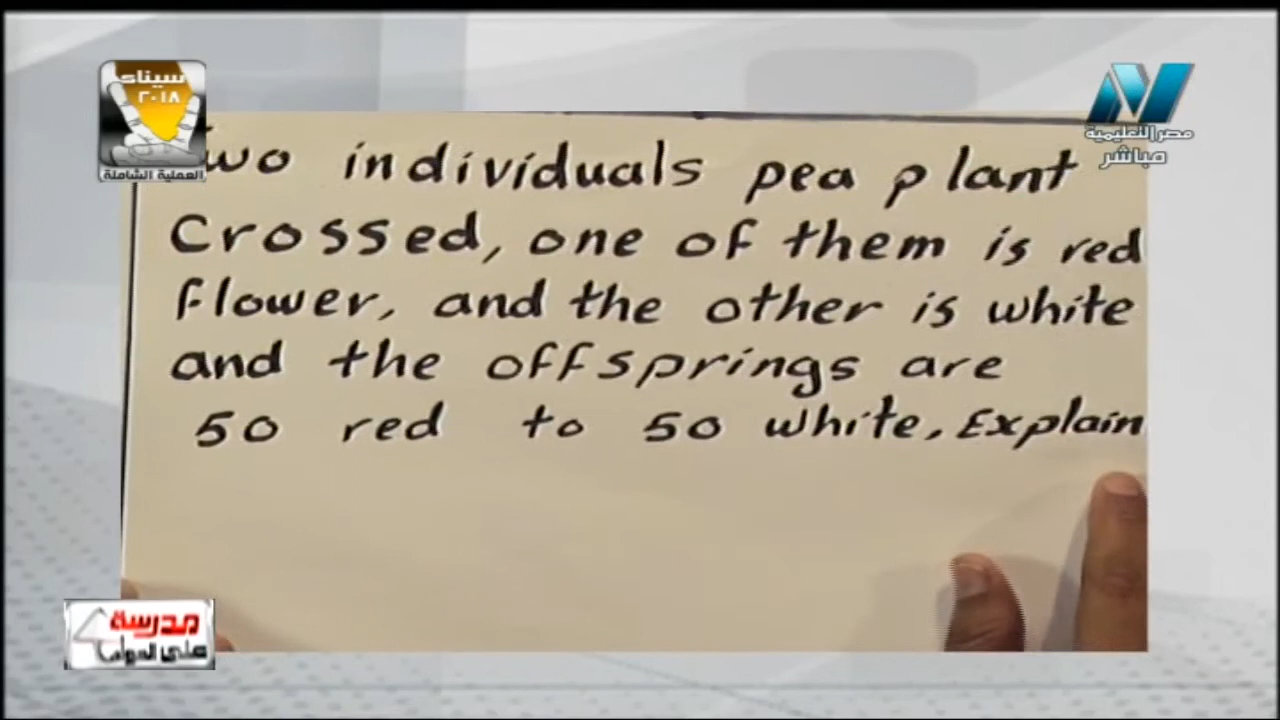 سيناء
٢٠١٨
العملية الشاملة
مصر التعليمية
مباشر
Two individuals pea plant
Crossed, one of them is red
flower, and the other is white
and the offsprings are
50 red to 50 white, Explain
مدرسة
على الهواء